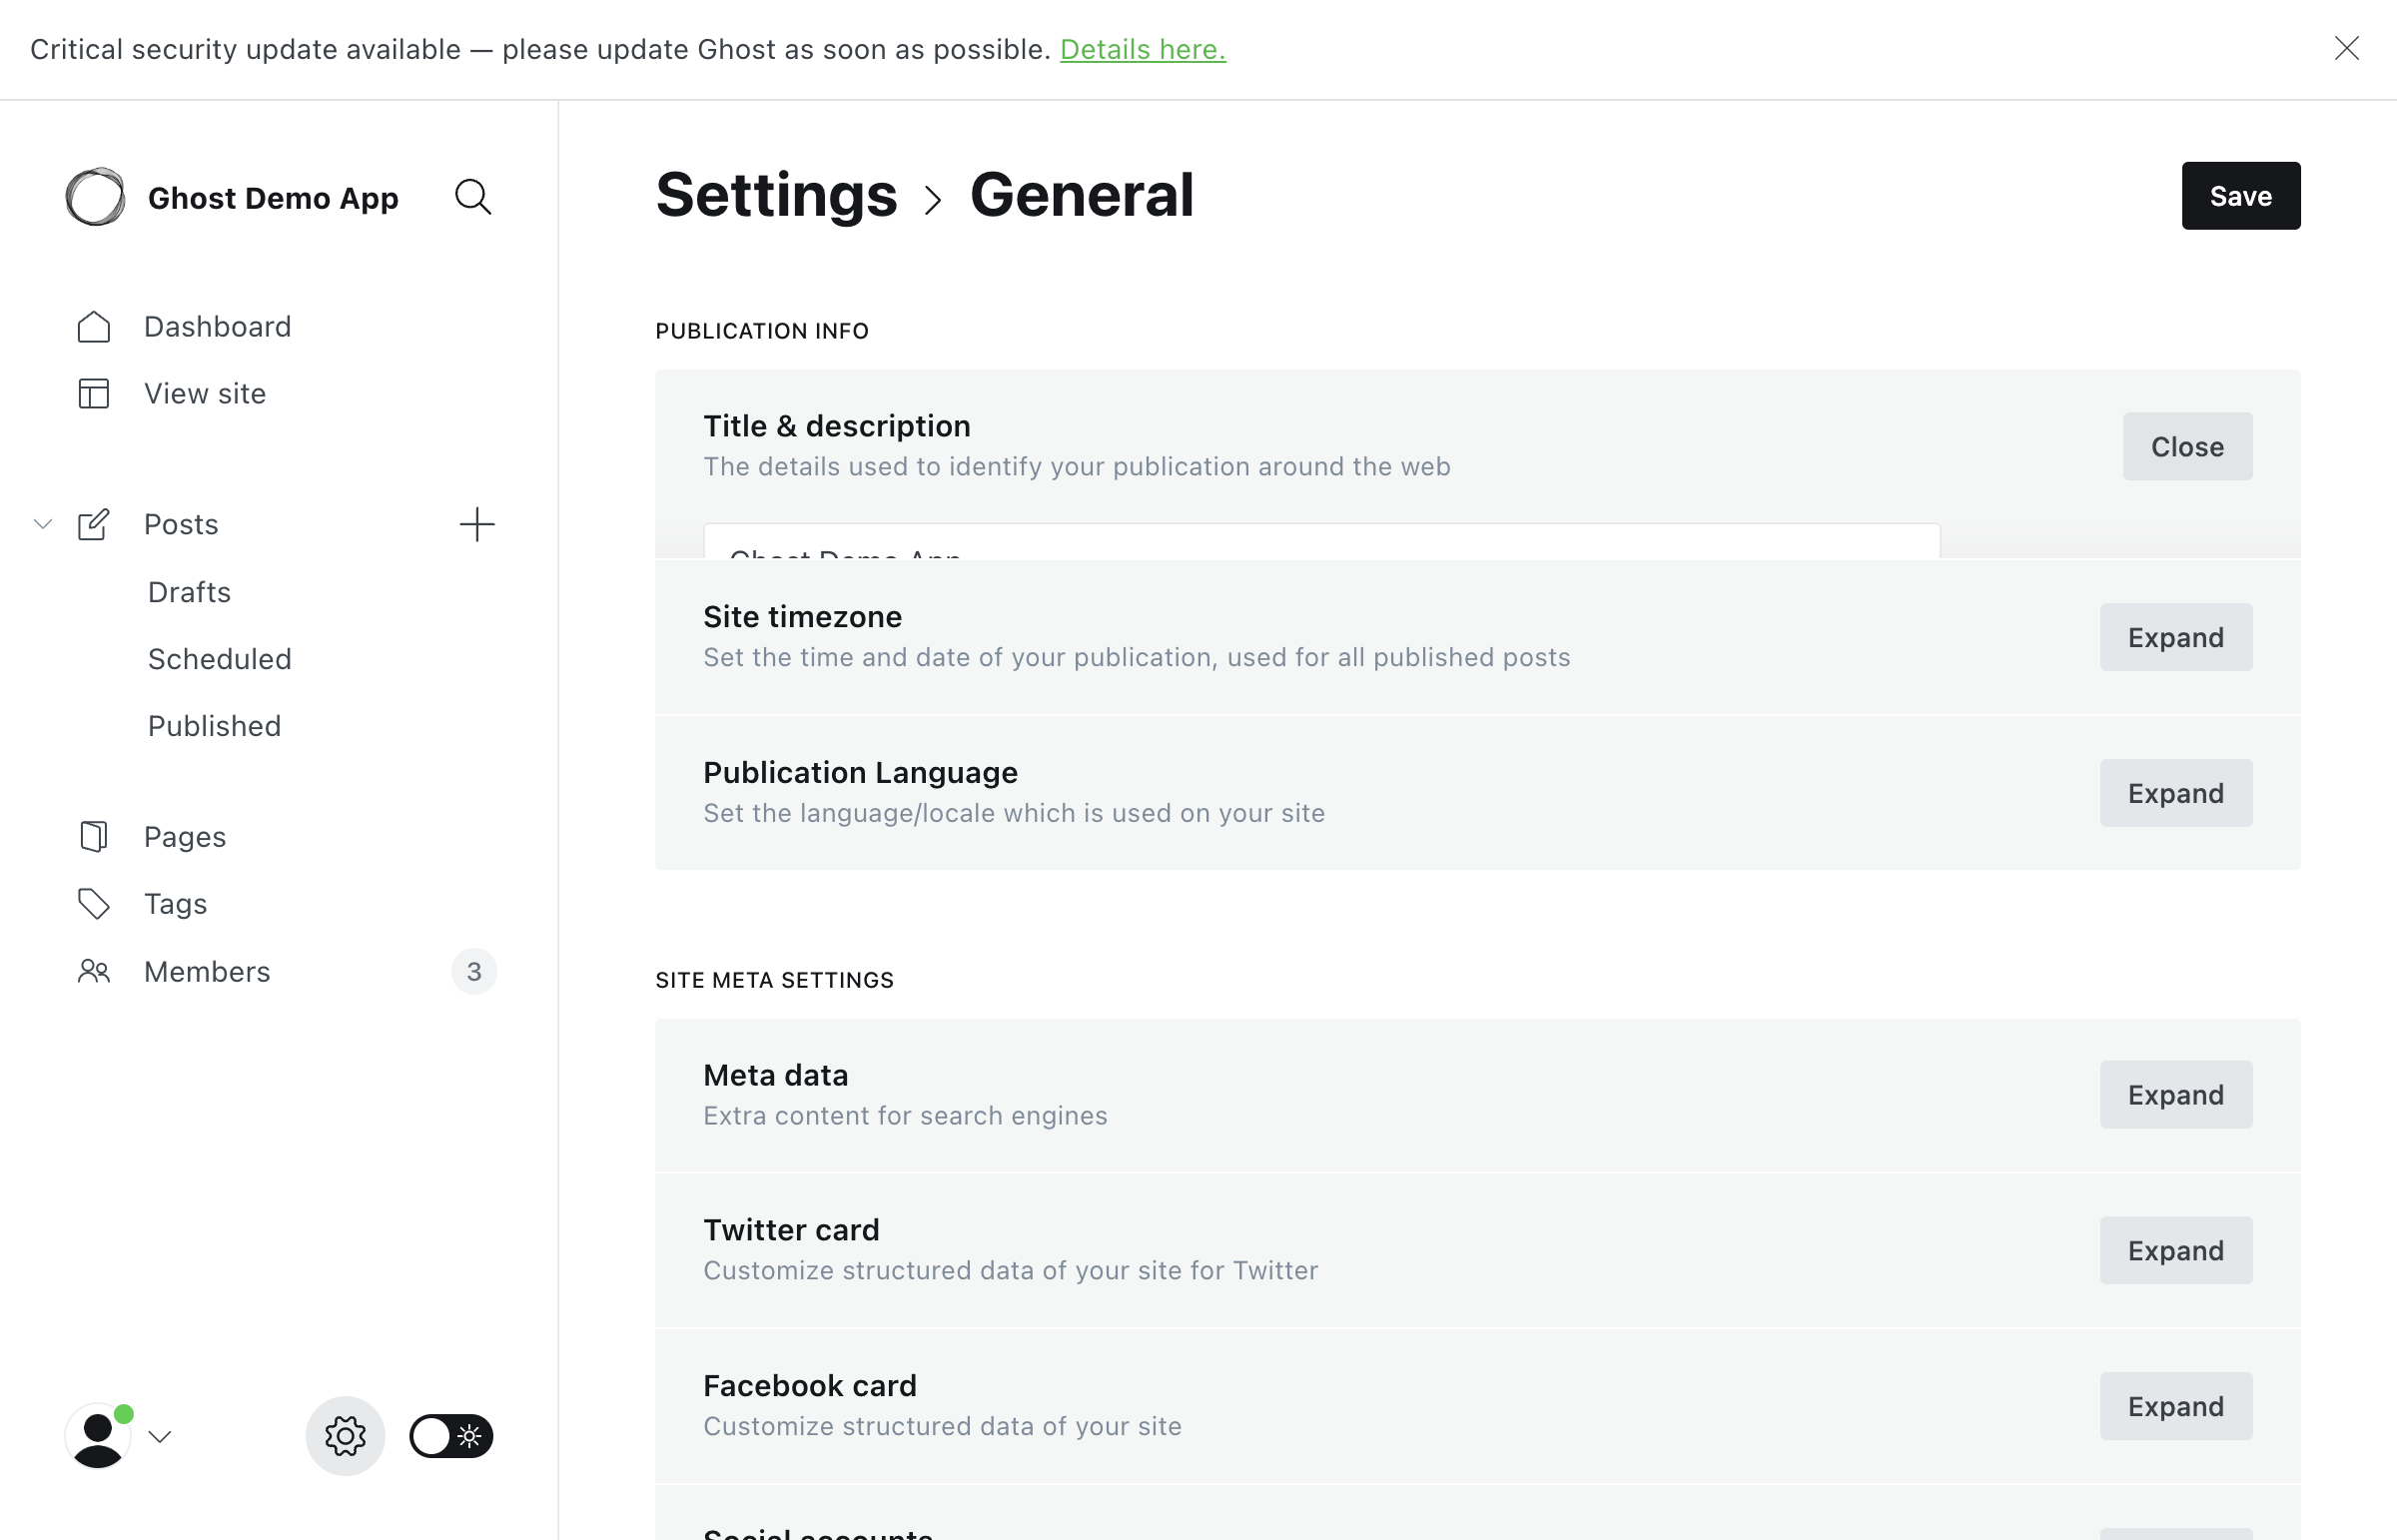 Critical security update available — please update Ghost as soon as possible. Details here.
Ghost Demo App
Dashboard
View site
Posts
Drafts
Scheduled
Published
Pages
Tags
Members 3
Settings > General
Save
PUBLICATION INFO
Title & description
The details used to identify your publication around the web
Close
Ghost Demo App
Site timezone
Set the time and date of your publication, used for all published posts
Expand
Publication Language
Set the language/locale which is used on your site
Expand
SITE META SETTINGS
Meta data
Extra content for search engines
Expand
Twitter card
Customize structured data of your site for Twitter
Expand
Facebook card
Customize structured data of your site
Expand
Social accounts